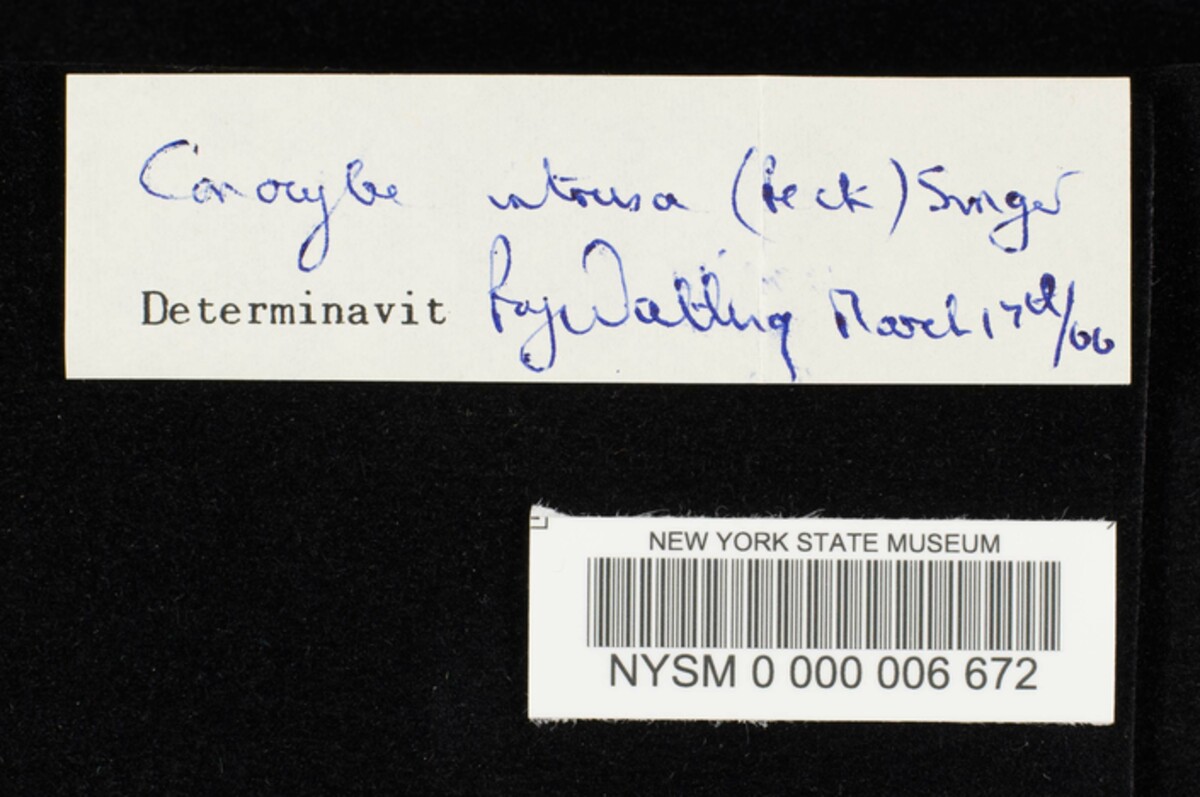 Conocybe intrusa (Peck) Singer
Determinavit Roy Watling March 17th/66
NEW YORK STATE MUSEUM
NYSM 0 000 006 672